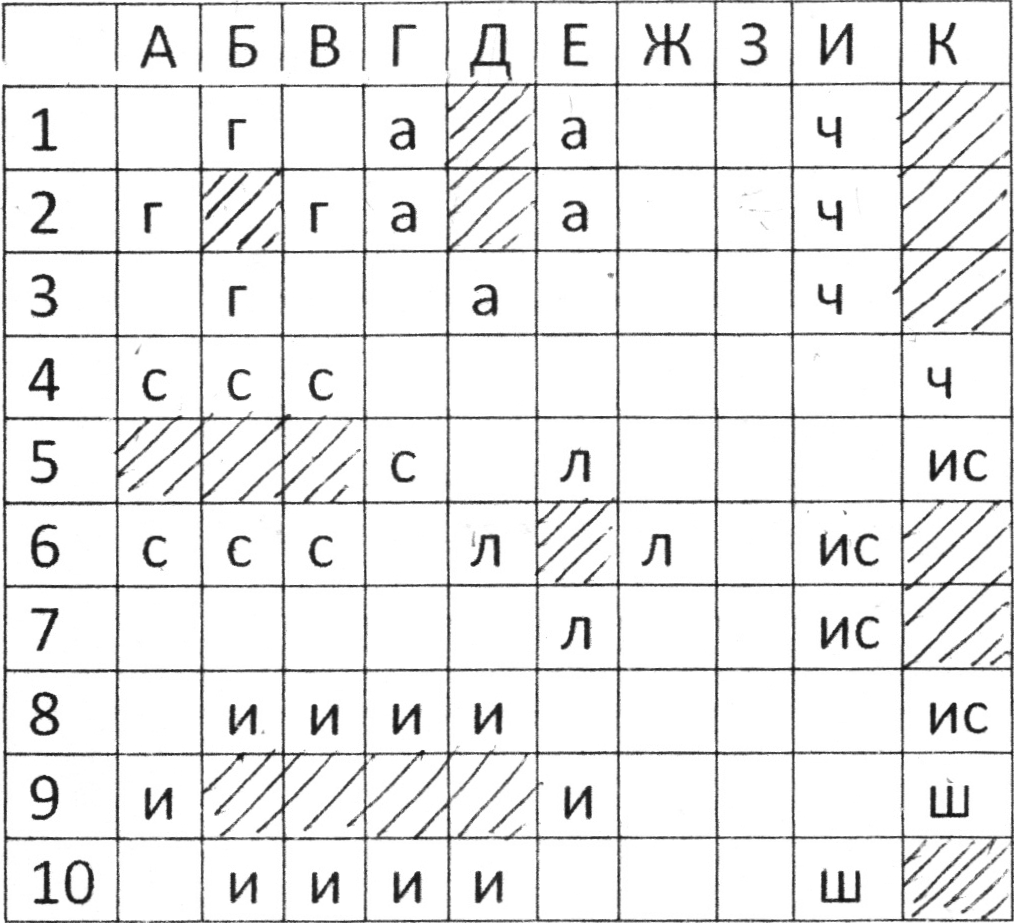 А Б В Г Д Е Ж З И К
1 г а а ч
2 г г а а ч
3 г а ч
4 с с с ч
5 с л ис
6 с с с л л ис
7 л ис
8 и и и и ис
9 и и ш
10 и и и и ш